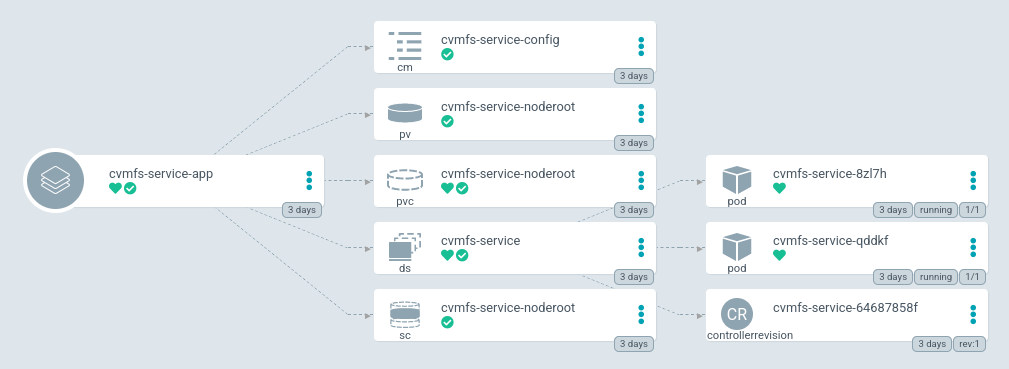 cvmfs-service-app
3 days
cvmfs-service-config
cm
3 days
cvmfs-service-noderoot
pv
3 days
cvmfs-service-noderoot
pvc
3 days
cvmfs-service
ds
3 days
cvmfs-service-noderoot
sc
3 days
cvmfs-service-8zl7h
pod
3 days running 1/1
cvmfs-service-qddkf
pod
3 days running 1/1
CR
cvmfs-service-64687858f
controllerrevision
3 days rev:1